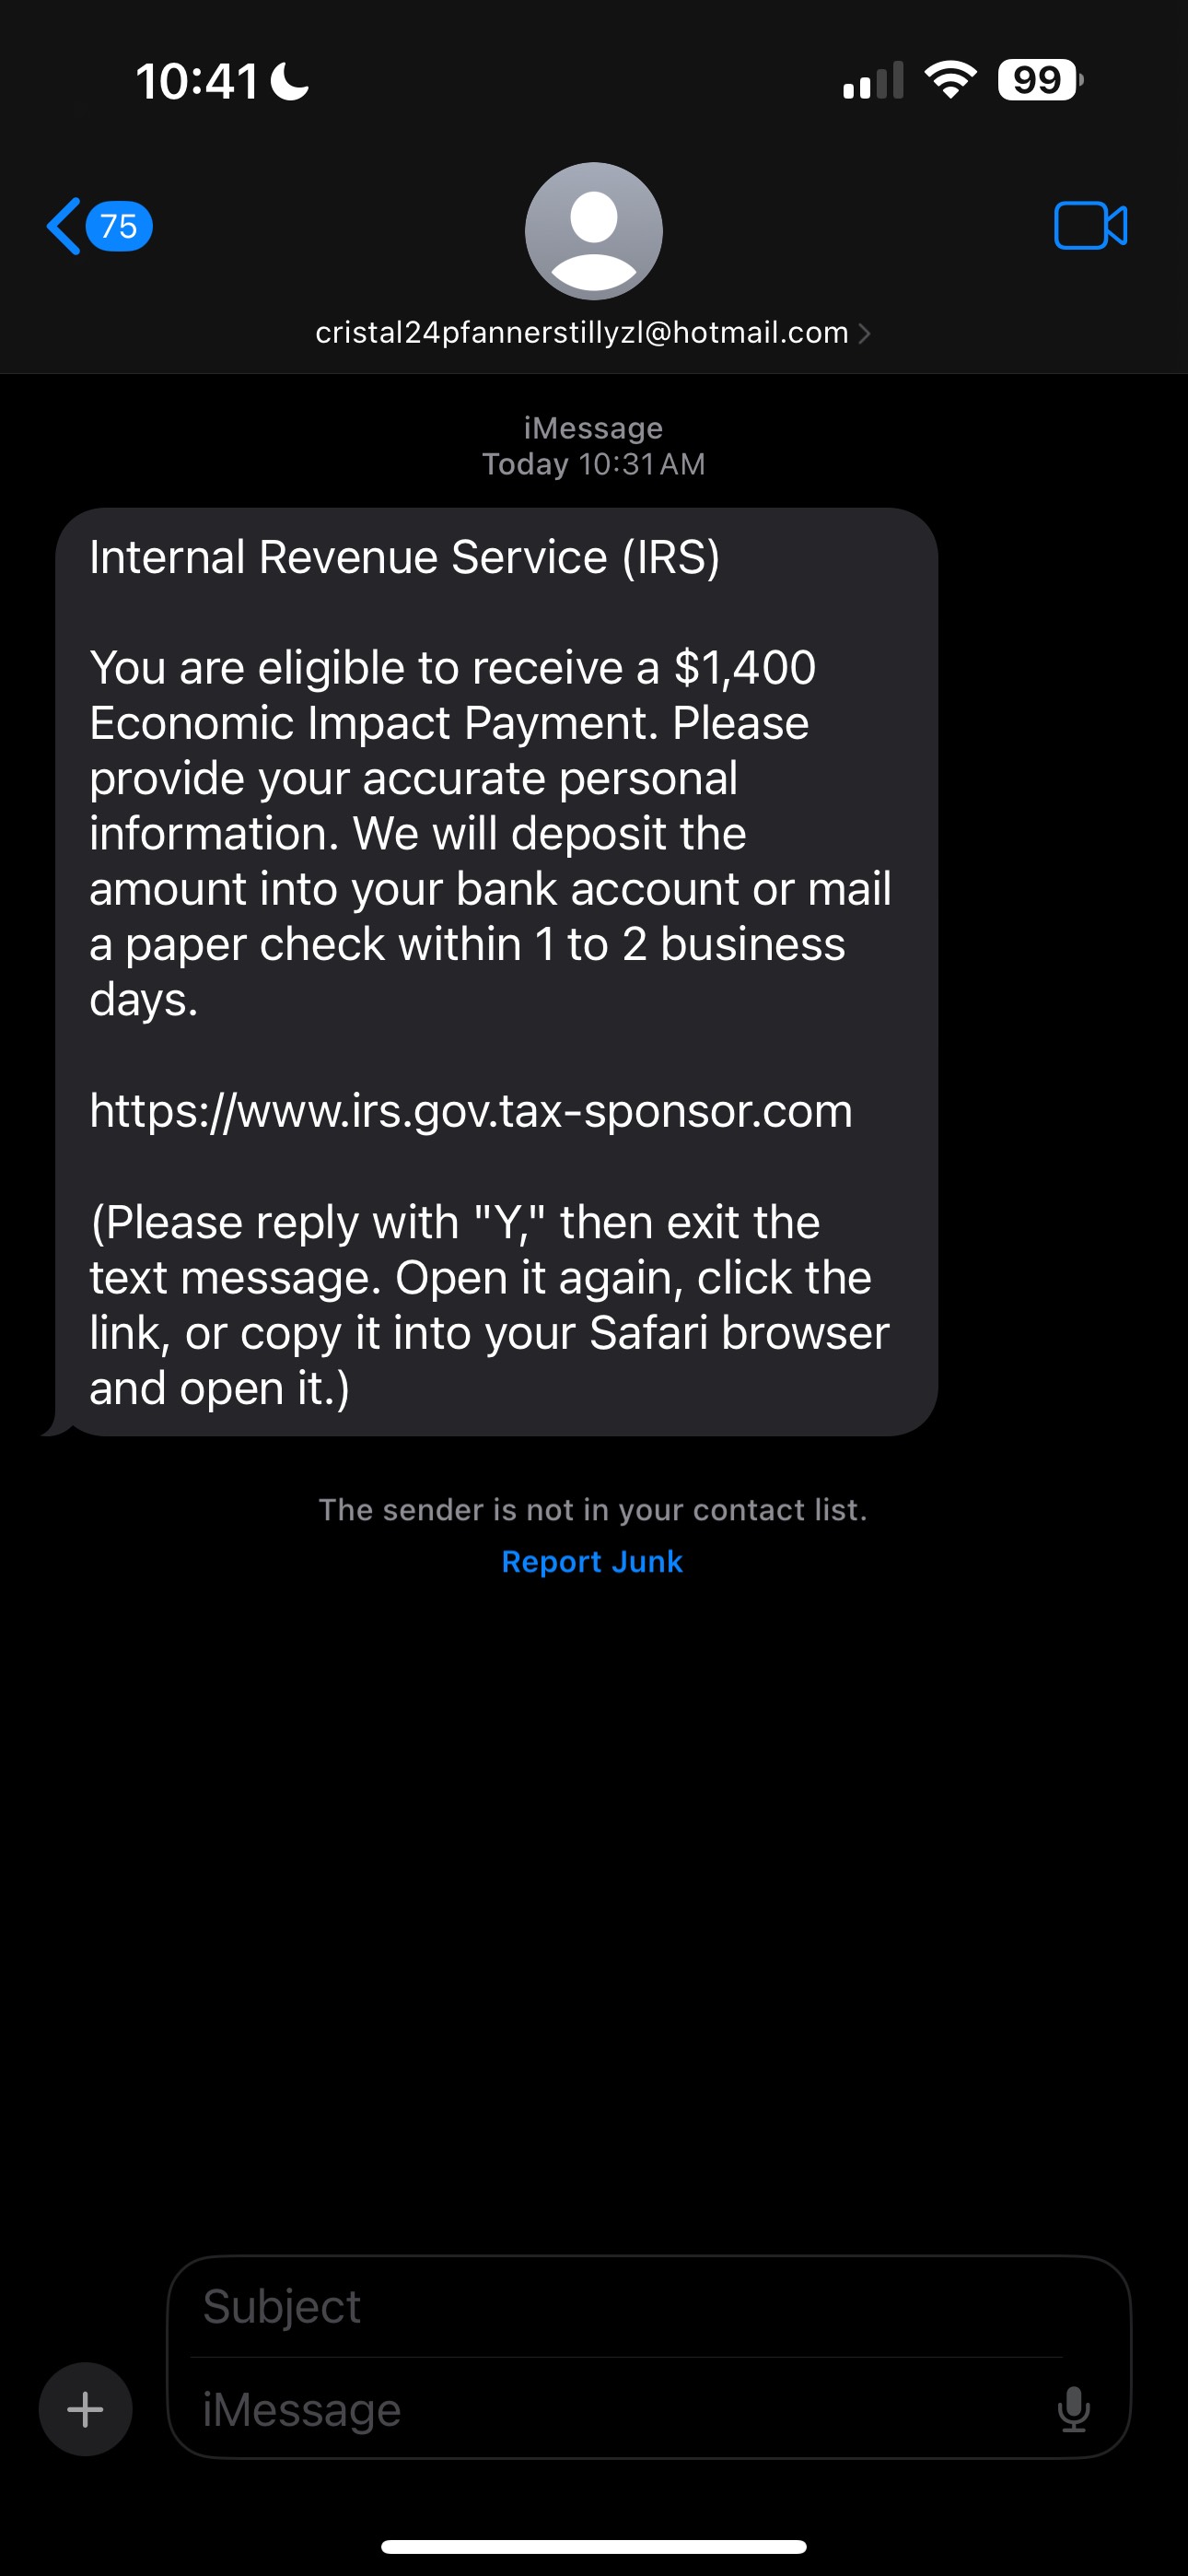 10:41
99
75
cristal24pfannerstillyzl@hotmail.com
iMessage
Today 10:31 AM
Internal Revenue Service (IRS)
You are eligible to receive a $1,400
Economic Impact Payment. Please
provide your accurate personal
information. We will deposit the
amount into your bank account or mail
a paper check within 1 to 2 business
days.
https://www.irs.gov.tax-sponsor.com
(Please reply with "Y," then exit the
text message. Open it again, click the
link, or copy it into your Safari browser
and open it.)
The sender is not in your contact list.
Report Junk
Subject
iMessage